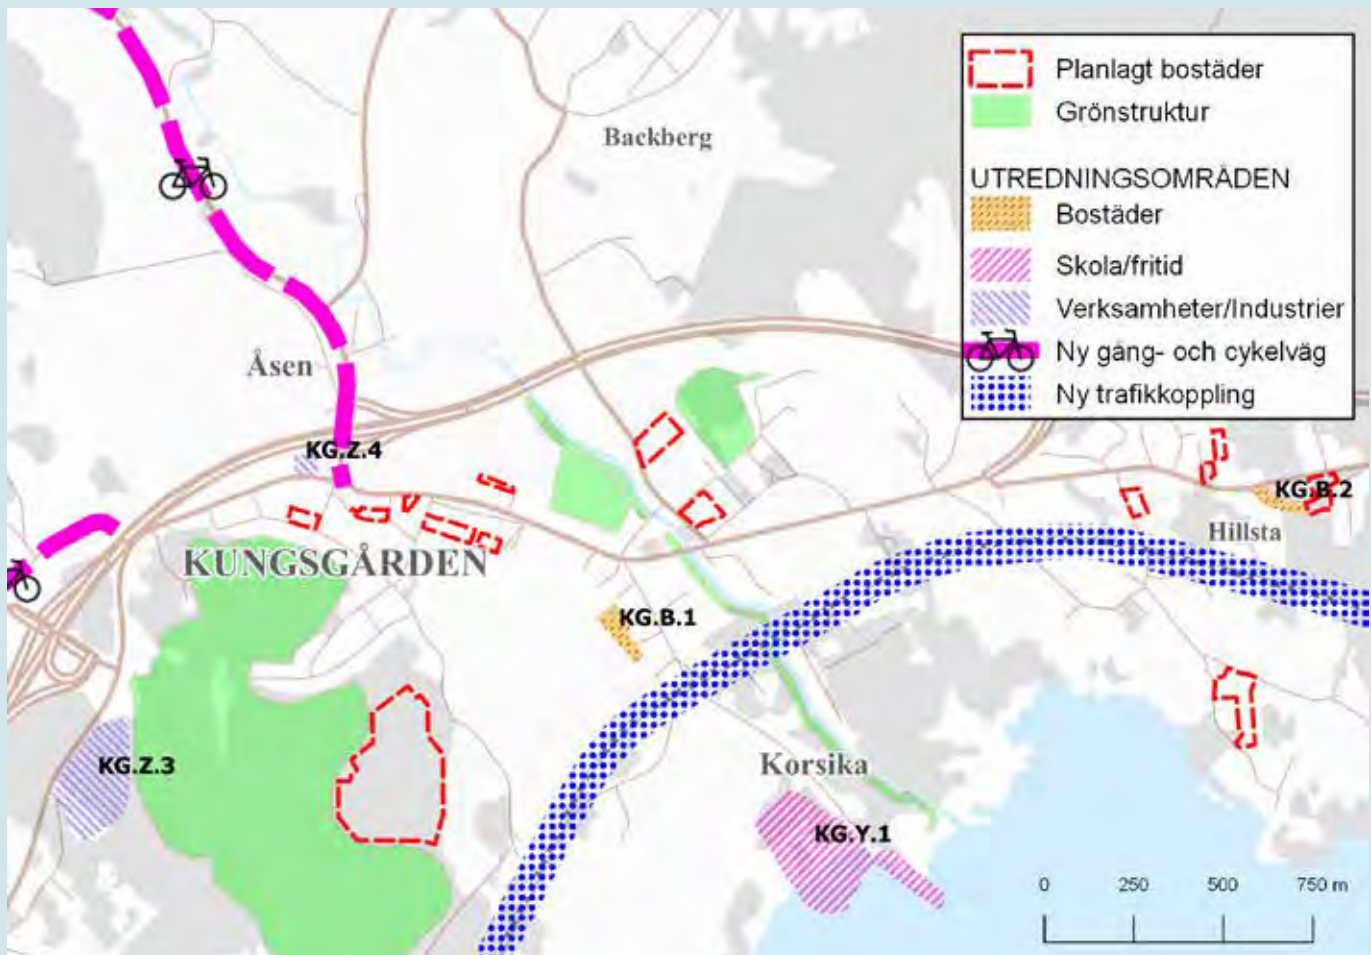 Planlagt bostäder
Grönstruktur
UTREDNINGSOMRÅDEN
Bostäder
Skola/fritid
Verksamheter/Industrier
Ny gång- och cykelväg
Ny trafikkoppling
Backberg
Åsen
KG.Z.4
KG.B.2
Hillsta
KUNGSGÅRDEN
KG.B.1
KG.Z.3
Korsika
KG.Y.1
0 250 500 750 m